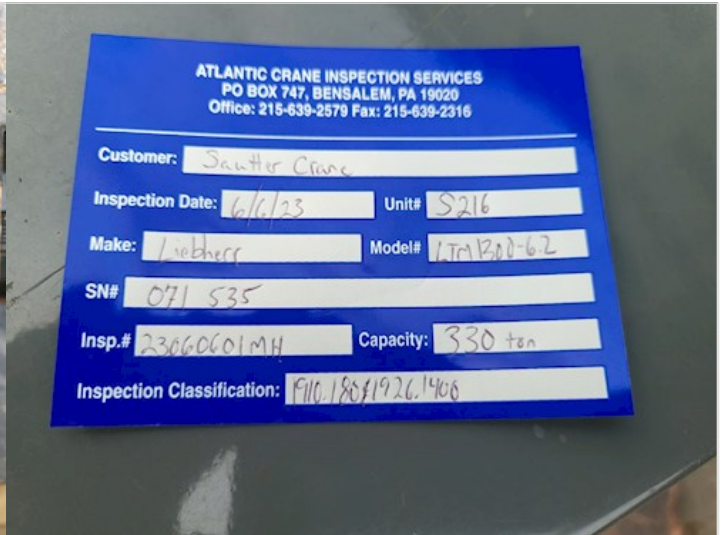 ATLANTIC CRANE INSPECTION SERVICES
PO BOX 747, BENSALEM, PA 19020
Office: 215-639-2579 Fax: 215-639-2316
Customer: Sautter Crane
Inspection Date: 6/6/23 Unit# S216
Make: Liebherr Model# LTM1300-6.2
SN# 071 535
Insp.# 23060601MH Capacity: 330 ton
Inspection Classification: 1910.180&1926.1400